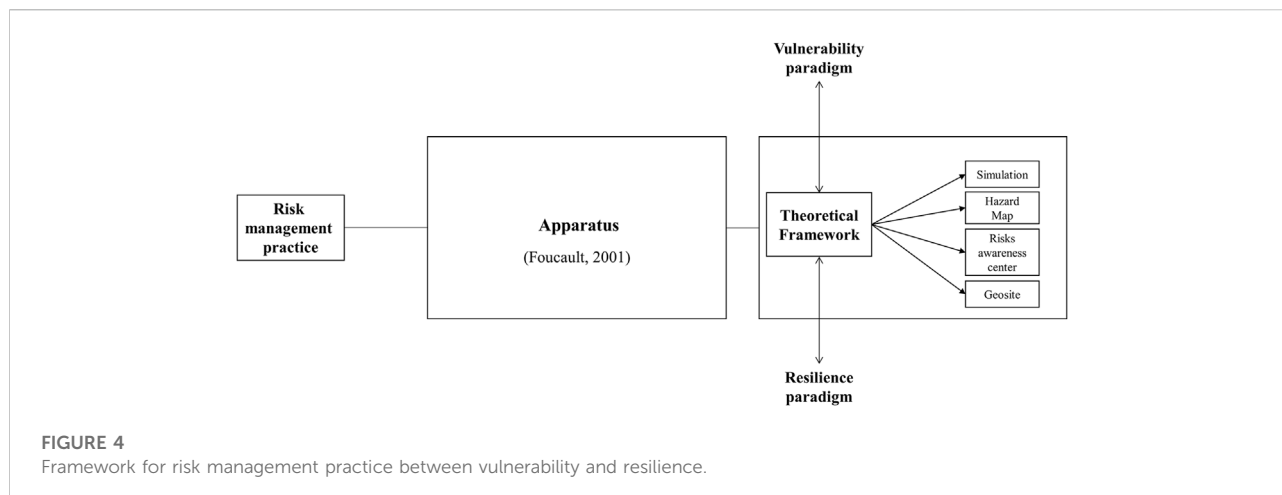 Vulnerability
paradigm
Risk
management
practice
Apparatus
(Foucault, 2001)
Theoretical
Framework
Simulation
Hazard
Map
Risks
awareness
center
Geosite
Resilience
paradigm
FIGURE 4
Framework for risk management practice between vulnerability and resilience.